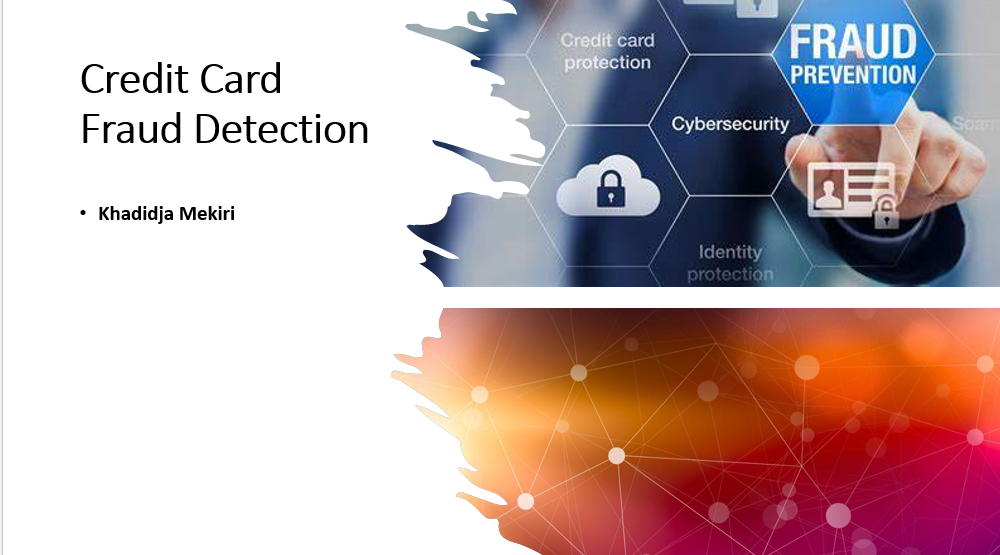 Credit Card
Fraud Detection
• Khadidja Mekiri
Credit card
protection
FRAUD
PREVENTION
Cybersecurity
Identity
protection